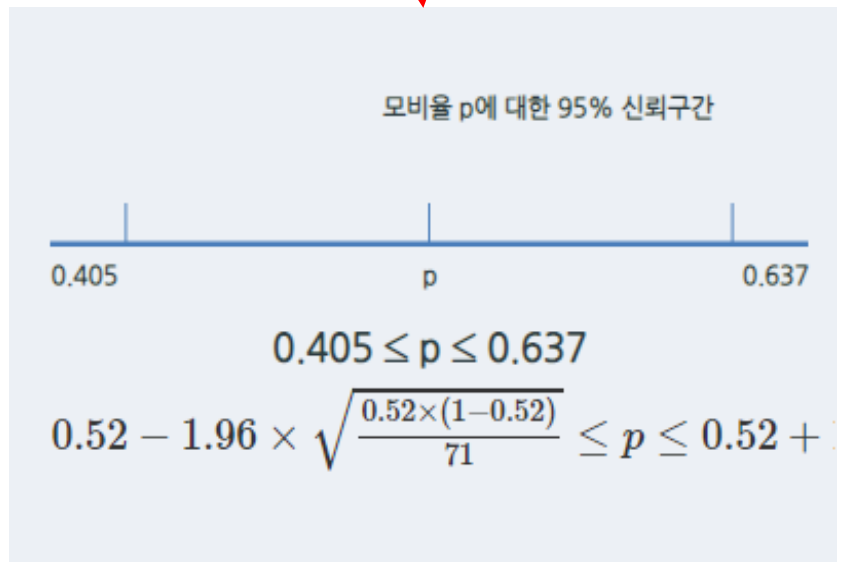 모비율 p에 대한 95% 신뢰구간
0.405 p 0.637
0.405 ≤ p ≤ 0.637
0.52 − 1.96 × √(0.52×(1−0.52)/71) ≤ p ≤ 0.52 +